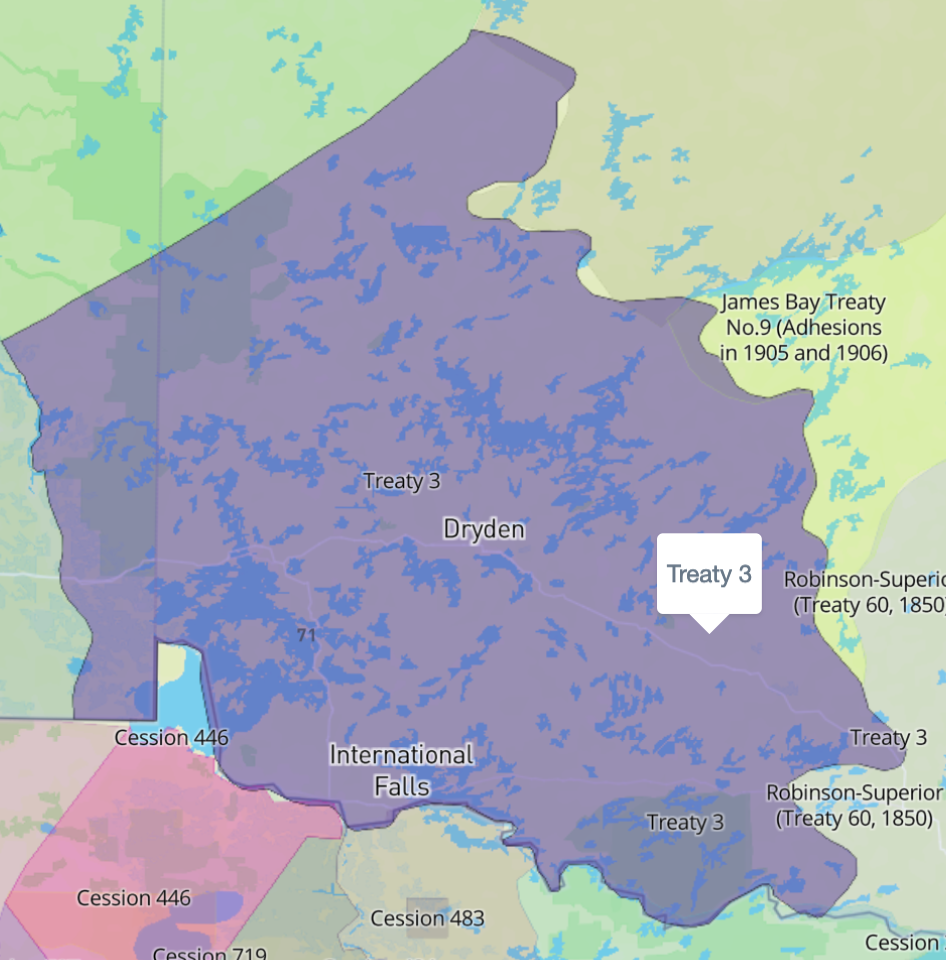 James Bay Treaty
No.9 (Adhesions
in 1905 and 1906)
Treaty 3
Dryden
Treaty 3
Robinson-Superio
(Treaty 60, 1850)
71
Cession 446
Treaty 3
International
Falls
Robinson-Superior
(Treaty 60, 1850)
Treaty 3
Cession 446
Cession 483
Cession
Cession 719